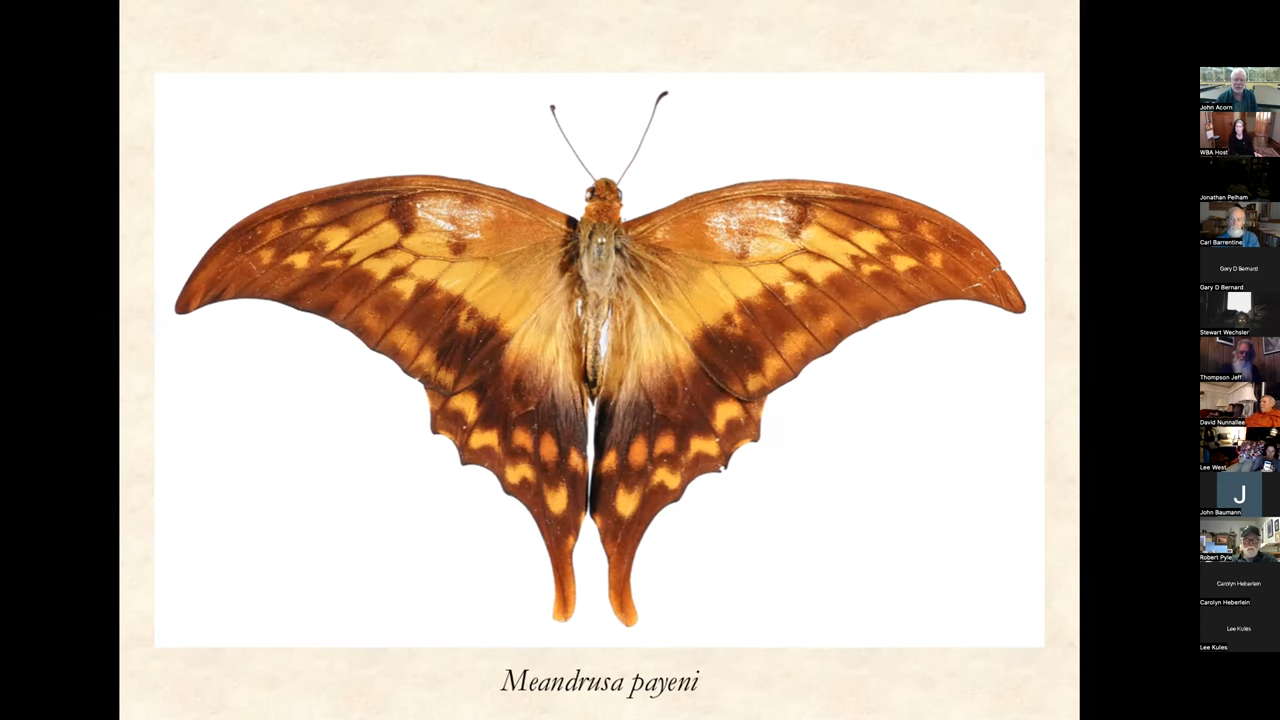 Meandrusa payeni
John Acorn
WBA Host
Jonathan Pelham
Carl Barrentine
Gary D Bernard
Gary D Bernard
Stewart Wechsler
Thompson Jeff
David Nunnallee
Lee West
J
John Baumann
Robert Pyle
Carolyn Heberlein
Carolyn Heberlein
Lee Kules
Lee Kules